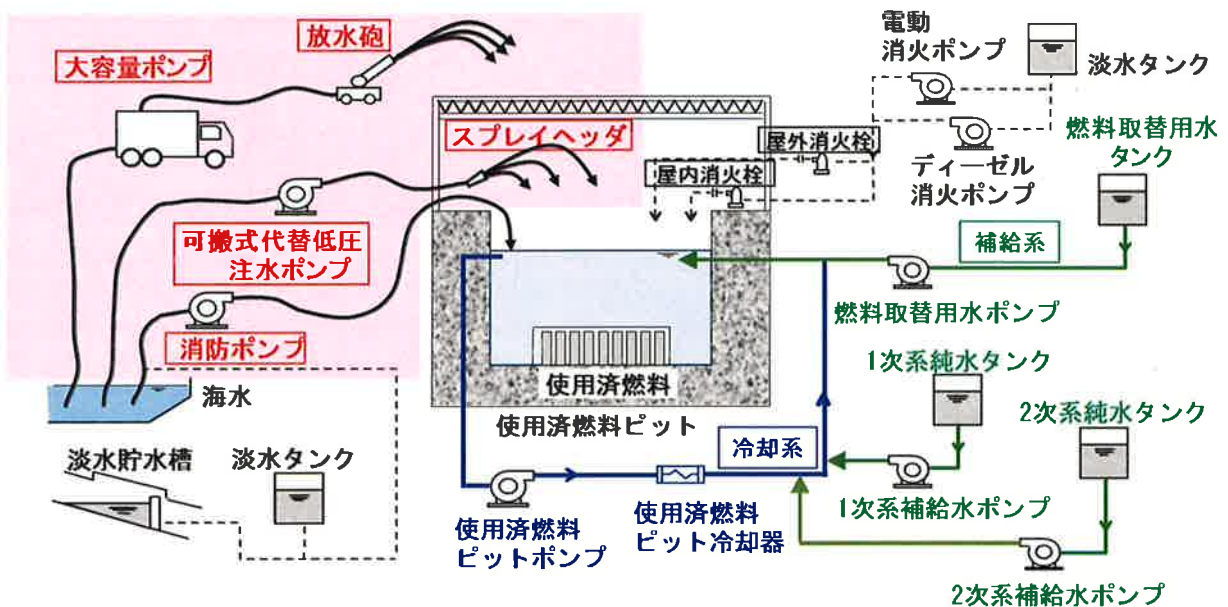 放水砲
大容量ポンプ
電動
消火ポンプ
淡水タンク
スプレイヘッダ
屋外消火栓
屋内消火栓
ディーゼル
消火ポンプ
燃料取替用水
タンク
可搬式代替低圧
注水ポンプ
補給系
燃料取替用水ポンプ
消防ポンプ
使用済燃料
海水
使用済燃料ピット
1次系純水タンク
2次系純水タンク
冷却系
淡水貯水槽
淡水タンク
使用済燃料
ピットポンプ
使用済燃料
ピット冷却器
1次系補給水ポンプ
2次系補給水ポンプ